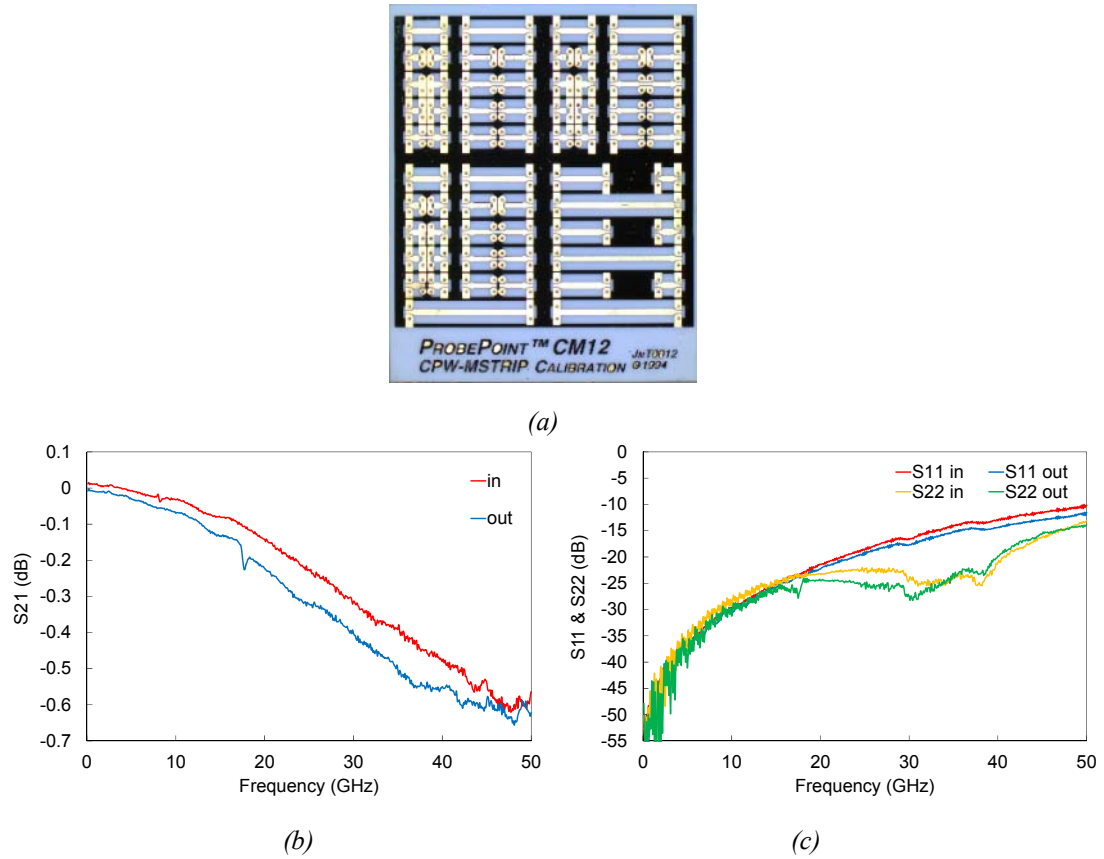 PROBEPOINT™ CM12
CPW-MSTRIP CALIBRATION
JMT0012
©1994
(a)
S21 (dB)
0.1
0
-0.1
-0.2
-0.3
-0.4
-0.5
-0.6
-0.7
in
out
0 10 20 30 40 50
Frequency (GHz)
(b)
S11 & S22 (dB)
0
-5
-10
-15
-20
-25
-30
-35
-40
-45
-50
-55
S11 in S11 out
S22 in S22 out
0 10 20 30 40 50
Frequency (GHz)
(c)